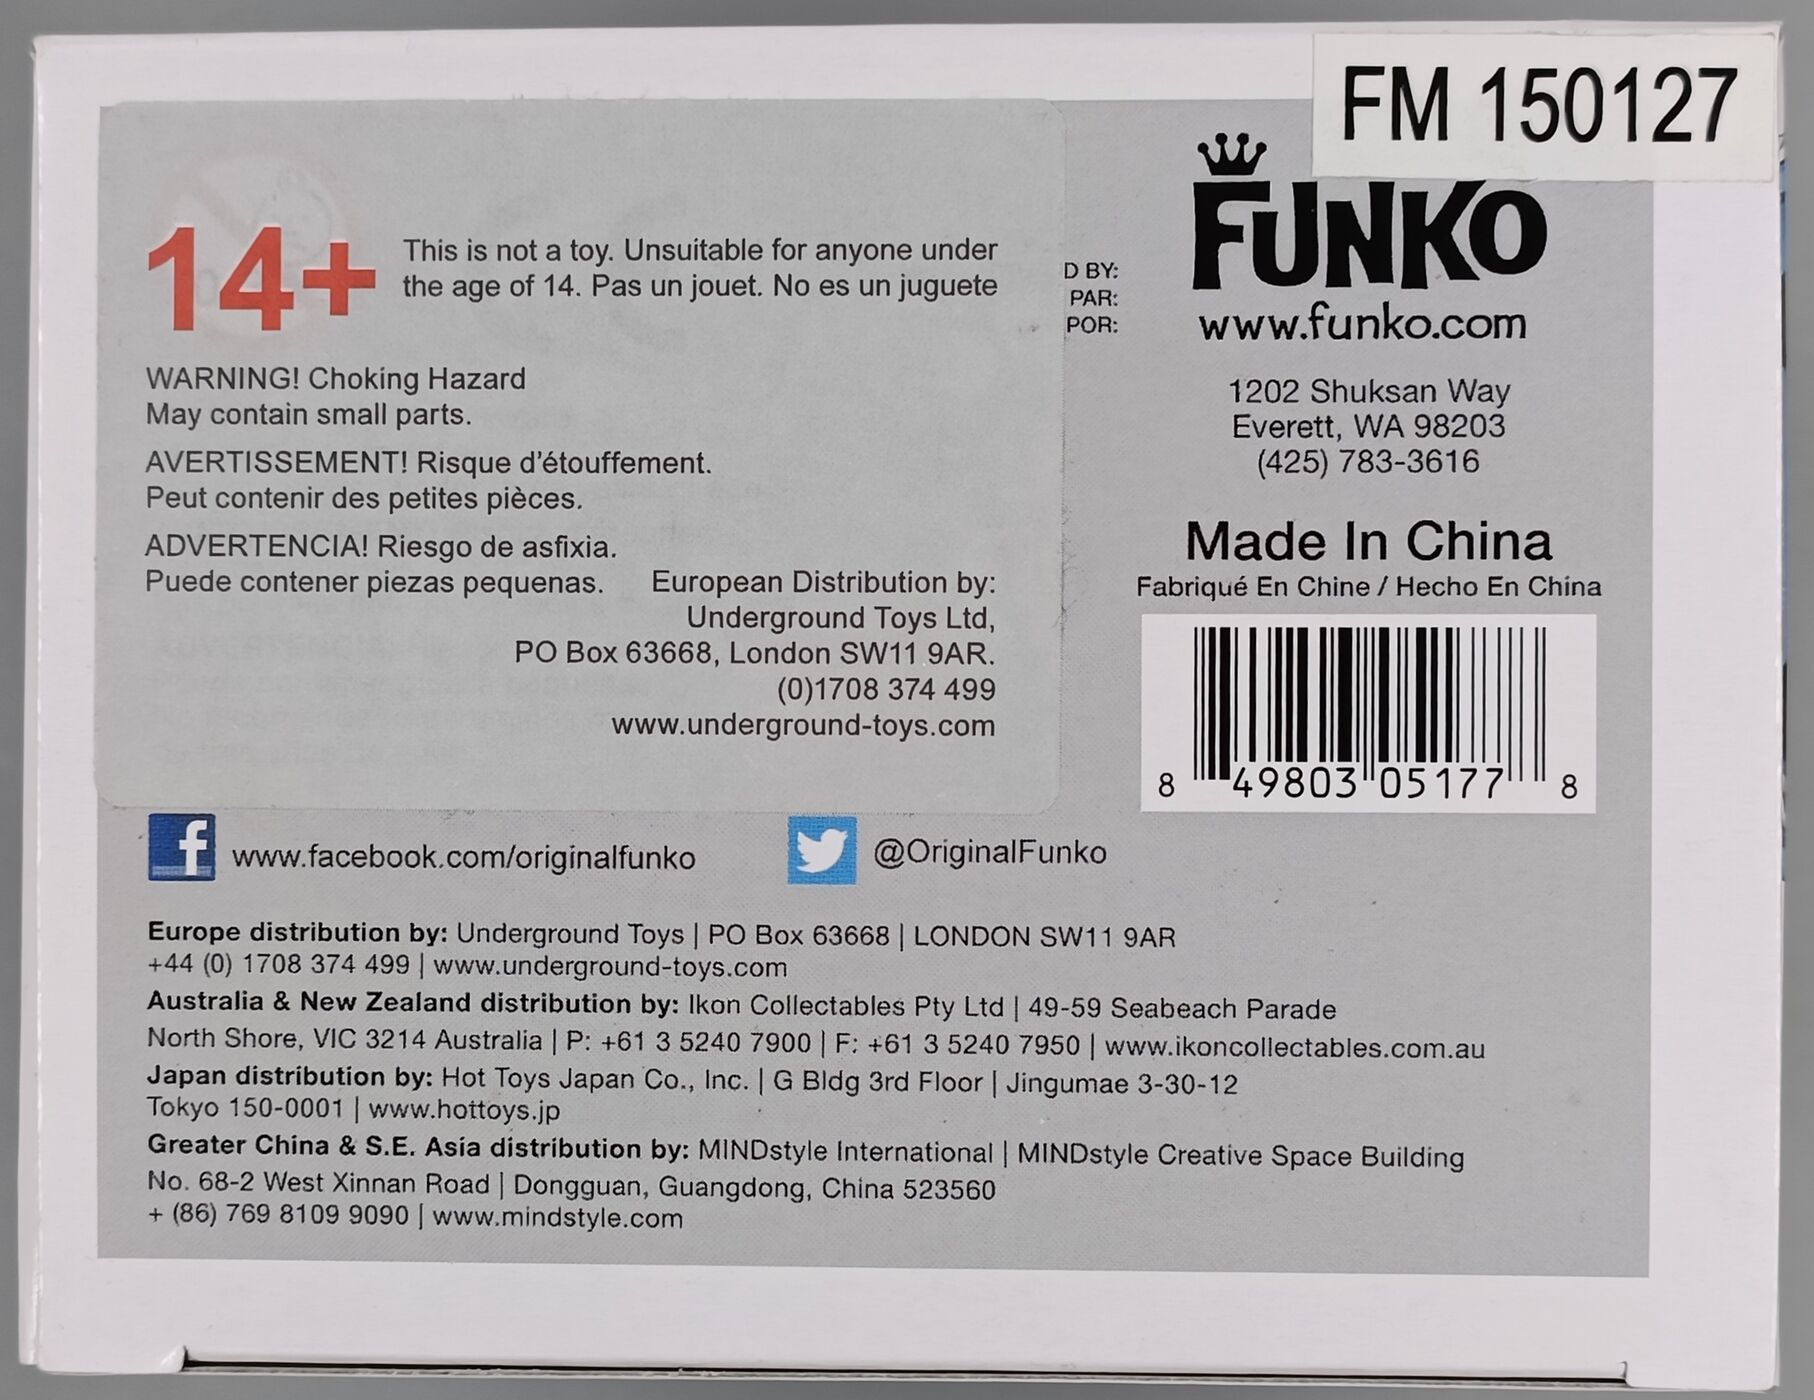 FM 150127
14+
This is not a toy. Unsuitable for anyone under
the age of 14. Pas un jouet. No es un juguete
WARNING! Choking Hazard
May contain small parts.
AVERTISSEMENT! Risque d'étouffement.
Peut contenir des petites pièces.
ADVERTENCIA! Riesgo de asfixia.
Puede contener piezas pequenas.
European Distribution by:
Underground Toys Ltd,
PO Box 63668, London SW11 9AR.
(0)1708 374 499
www.underground-toys.com
D BY:
PAR:
POR:
FUNKO
www.funko.com
1202 Shuksan Way
Everett, WA 98203
(425) 783-3616
Made In China
Fabriqué En Chine / Hecho En China
8 49803 05177 8
www.facebook.com/originalfunko
@OriginalFunko
Europe distribution by: Underground Toys | PO Box 63668 | LONDON SW11 9AR
+44 (0) 1708 374 499 | www.underground-toys.com
Australia & New Zealand distribution by: Ikon Collectables Pty Ltd | 49-59 Seabeach Parade
North Shore, VIC 3214 Australia | P: +61 3 5240 7900 | F: +61 3 5240 7950 | www.ikoncollectables.com.au
Japan distribution by: Hot Toys Japan Co., Inc. | G Bldg 3rd Floor | Jingumae 3-30-12
Tokyo 150-0001 | www.hottoys.jp
Greater China & S.E. Asia distribution by: MINDstyle International | MINDstyle Creative Space Building
No. 68-2 West Xinnan Road | Dongguan, Guangdong, China 523560
+ (86) 769 8109 9090 | www.mindstyle.com